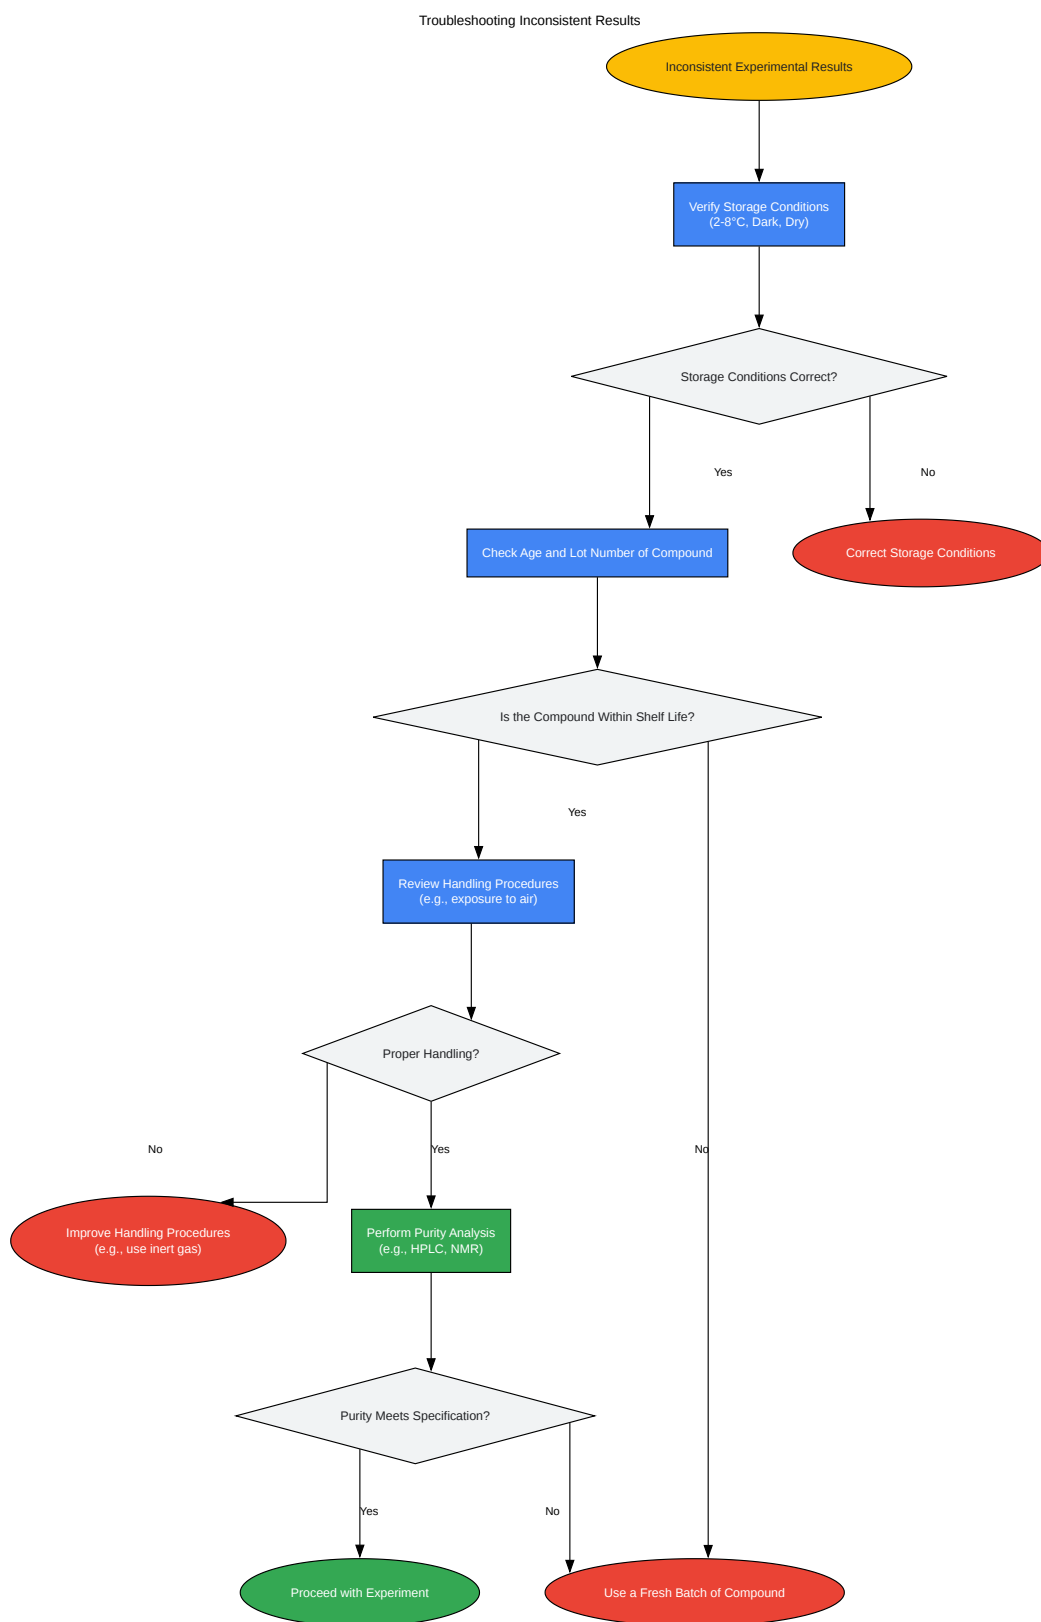 Troubleshooting Inconsistent Results
Inconsistent Experimental Results
Verify Storage Conditions
(2-8°C, Dark, Dry)
Storage Conditions Correct?
Yes
No
Check Age and Lot Number of Compound
Correct Storage Conditions
Is the Compound Within Shelf Life?
Yes
Review Handling Procedures
(e.g., exposure to air)
Proper Handling?
No
Yes
No
Improve Handling Procedures
(e.g., use inert gas)
Perform Purity Analysis
(e.g., HPLC, NMR)
Purity Meets Specification?
Yes
No
Proceed with Experiment
Use a Fresh Batch of Compound